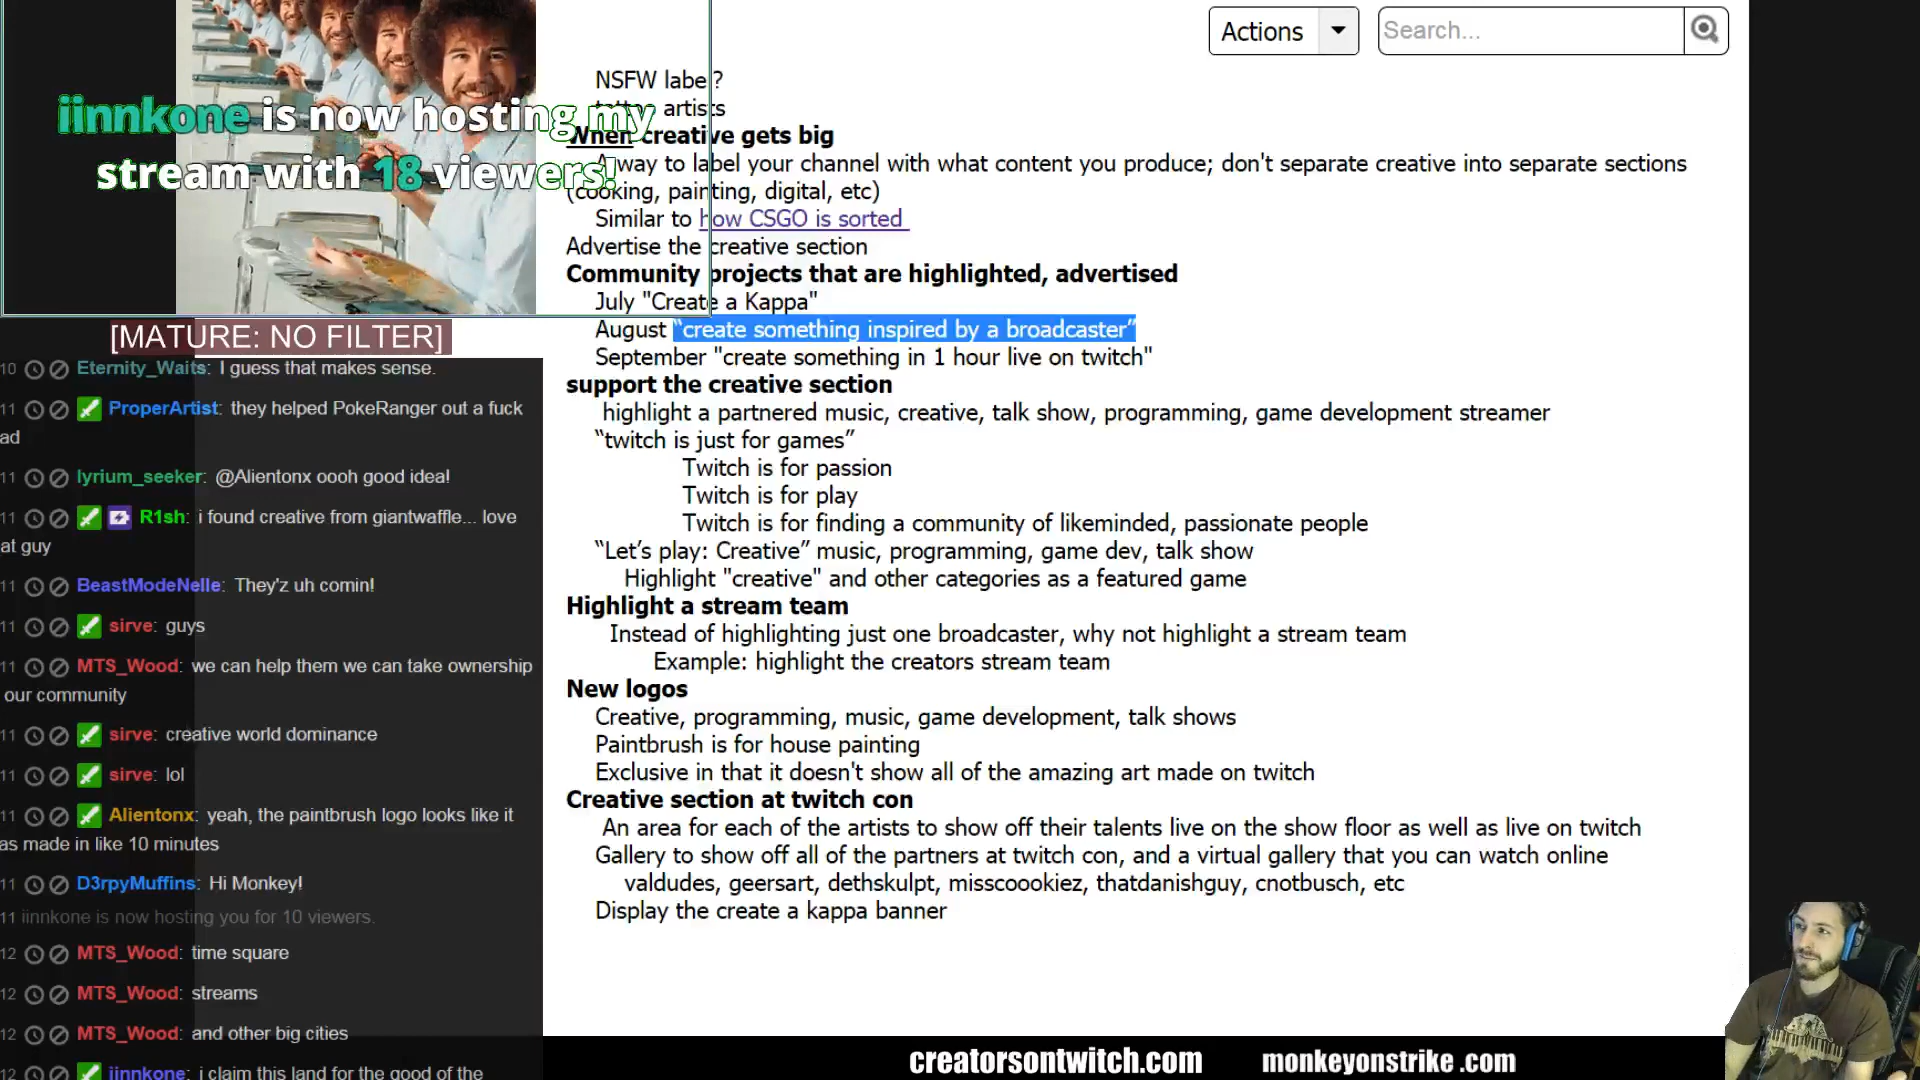 Actions
Search...
iinnkone is now hosting my
stream with 18 viewers!
[MATURE: NO FILTER]
10 Eternity_Waits: I guess that makes sense.
11 ProperArtist: they helped PokeRanger out a fuck
ad
11 lyrium_seeker: @Alientonx oooh good idea!
11 R1sh: i found creative from giantwaffle... love
at guy
11 BeastModeNelle: They'z uh comin!
11 sirve: guys
11 MTS_Wood: we can help them we can take ownership
our community
11 sirve: creative world dominance
11 sirve: lol
11 Alientonx: yeah, the paintbrush logo looks like it
as made in like 10 minutes
11 D3rpyMuffins: Hi Monkey!
11 iinnkone is now hosting you for 10 viewers.
12 MTS_Wood: time square
12 MTS_Wood: streams
12 MTS_Wood: and other big cities
12 iinnkone: i claim this land for the good of the
NSFW label?
tattoo artists
When creative gets big
A way to label your channel with what content you produce; don't separate creative into separate sections
(cooking, painting, digital, etc)
Similar to how CSGO is sorted
Advertise the creative section
Community projects that are highlighted, advertised
July "Create a Kappa"
August “create something inspired by a broadcaster”
September "create something in 1 hour live on twitch"
support the creative section
highlight a partnered music, creative, talk show, programming, game development streamer
“twitch is just for games”
Twitch is for passion
Twitch is for play
Twitch is for finding a community of likeminded, passionate people
“Let’s play: Creative” music, programming, game dev, talk show
Highlight "creative" and other categories as a featured game
Highlight a stream team
Instead of highlighting just one broadcaster, why not highlight a stream team
Example: highlight the creators stream team
New logos
Creative, programming, music, game development, talk shows
Paintbrush is for house painting
Exclusive in that it doesn't show all of the amazing art made on twitch
Creative section at twitch con
An area for each of the artists to show off their talents live on the show floor as well as live on twitch
Gallery to show off all of the partners at twitch con, and a virtual gallery that you can watch online
valdudes, geersart, dethskulpt, misscoookiez, thatdanishguy, cnotbusch, etc
Display the create a kappa banner
creatorsontwitch.com monkeyonstrike .com